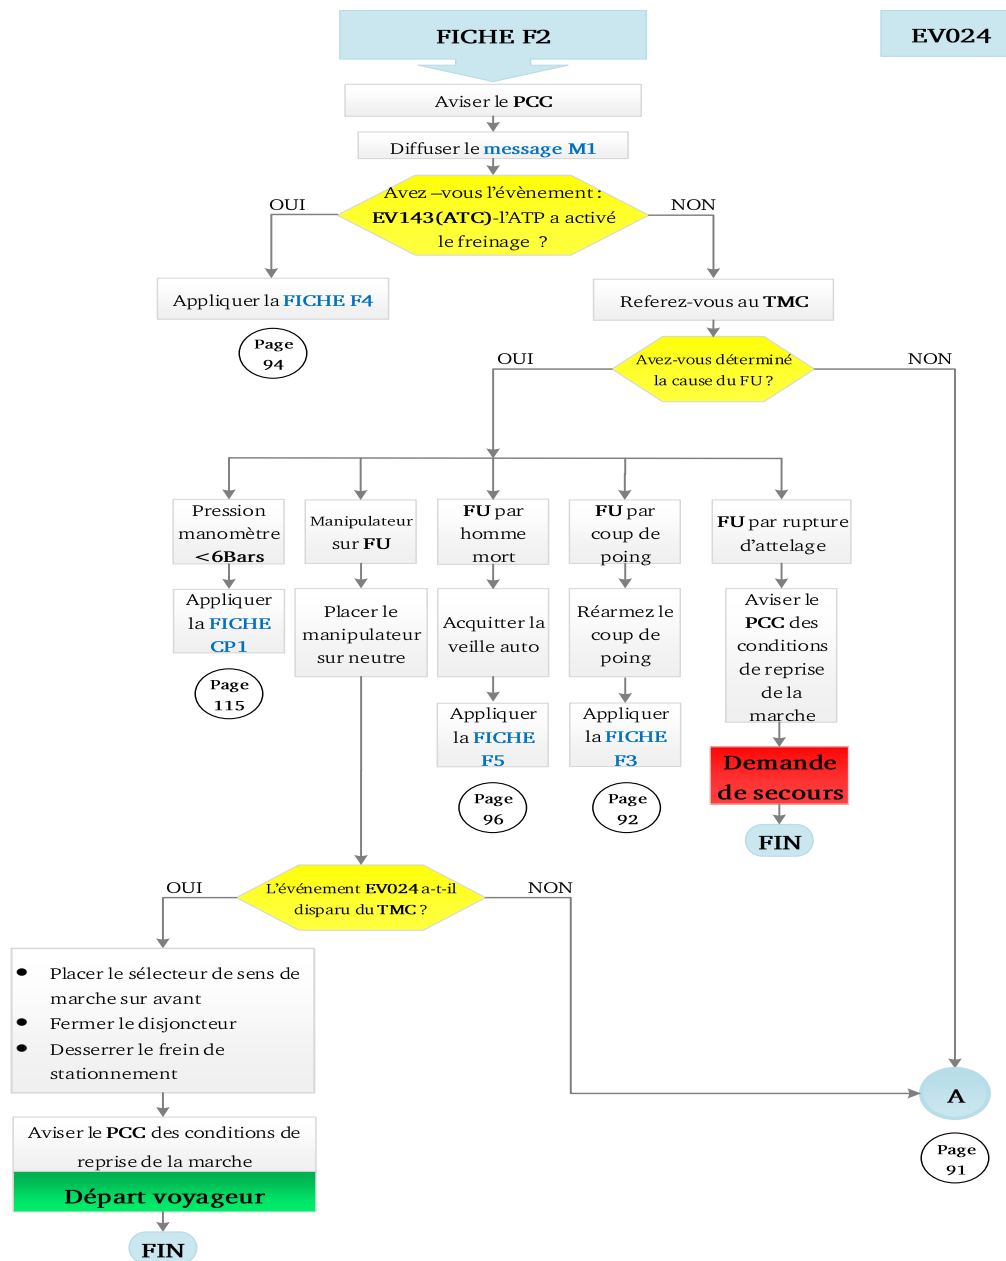 FICHE F2
EV024
Aviser le PCC
Diffuser le message M1
Avez –vous l’évènement :
EV143(ATC)-l’ATP a activé
le freinage ?
OUI
NON
Appliquer la FICHE F4
Page
94
Referez-vous au TMC
Avez-vous déterminé
la cause du FU ?
OUI
NON
Pression
manomètre
<6Bars
Manipulateur
sur FU
FU par
homme
mort
FU par
coup de
poing
FU par rupture
d’attelage
Appliquer
la FICHE
CP1
Page
115
Placer le
manipulateur
sur neutre
Acquitter la
veille auto
Réarmez le
coup de
poing
Aviser le
PCC des
conditions
de reprise
de la
marche
Appliquer
la FICHE
F5
Page
96
Appliquer
la FICHE
F3
Page
92
Demande
de secours
FIN
L’événement EV024 a-t-il
disparu du TMC ?
OUI
NON
● Placer le sélecteur de sens de
marche sur avant
● Fermer le disjoncteur
● Desserrer le frein de
stationnement
A
Page
91
Aviser le PCC des conditions de
reprise de la marche
Départ voyageur
FIN